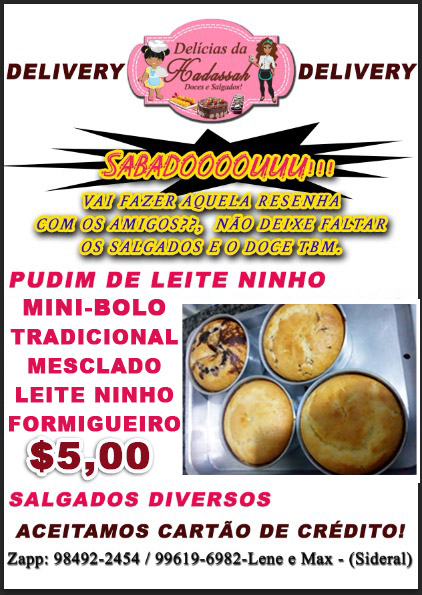 Delícias da
Hadassah
Doces e Salgados!
DELIVERY DELIVERY
SABADOOOOUUU!!!
VAI FAZER AQUELA RESENHA
COM OS AMIGOS??, NÃO DEIXE FALTAR
OS SALGADOS E O DOCE TBM.
PUDIM DE LEITE NINHO
MINI-BOLO
TRADICIONAL
MESCLADO
LEITE NINHO
FORMIGUEIRO
$5,00
SALGADOS DIVERSOS
ACEITAMOS CARTÃO DE CRÉDITO!
Zapp: 98492-2454 / 99619-6982-Lene e Max - (Sideral)